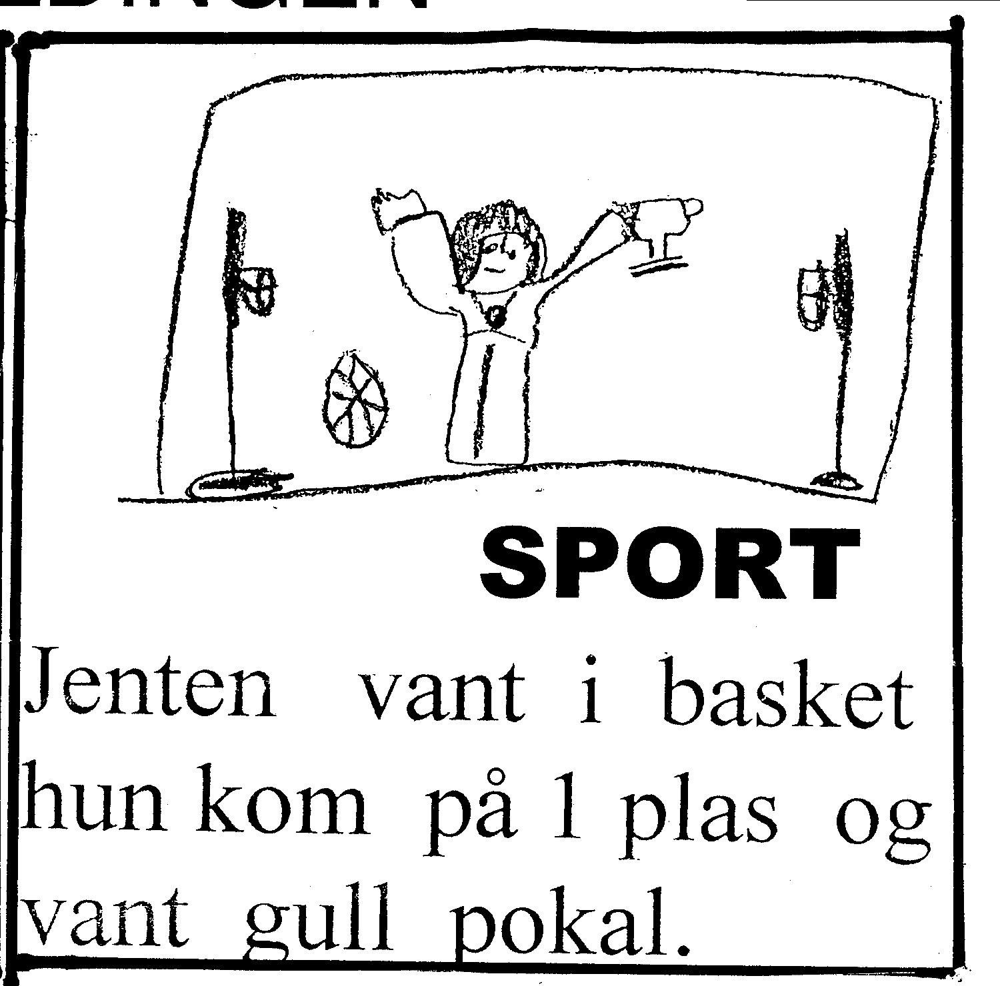 SPORT
Jenten vant i basket
hun kom på 1 plas og
vant gull pokal.